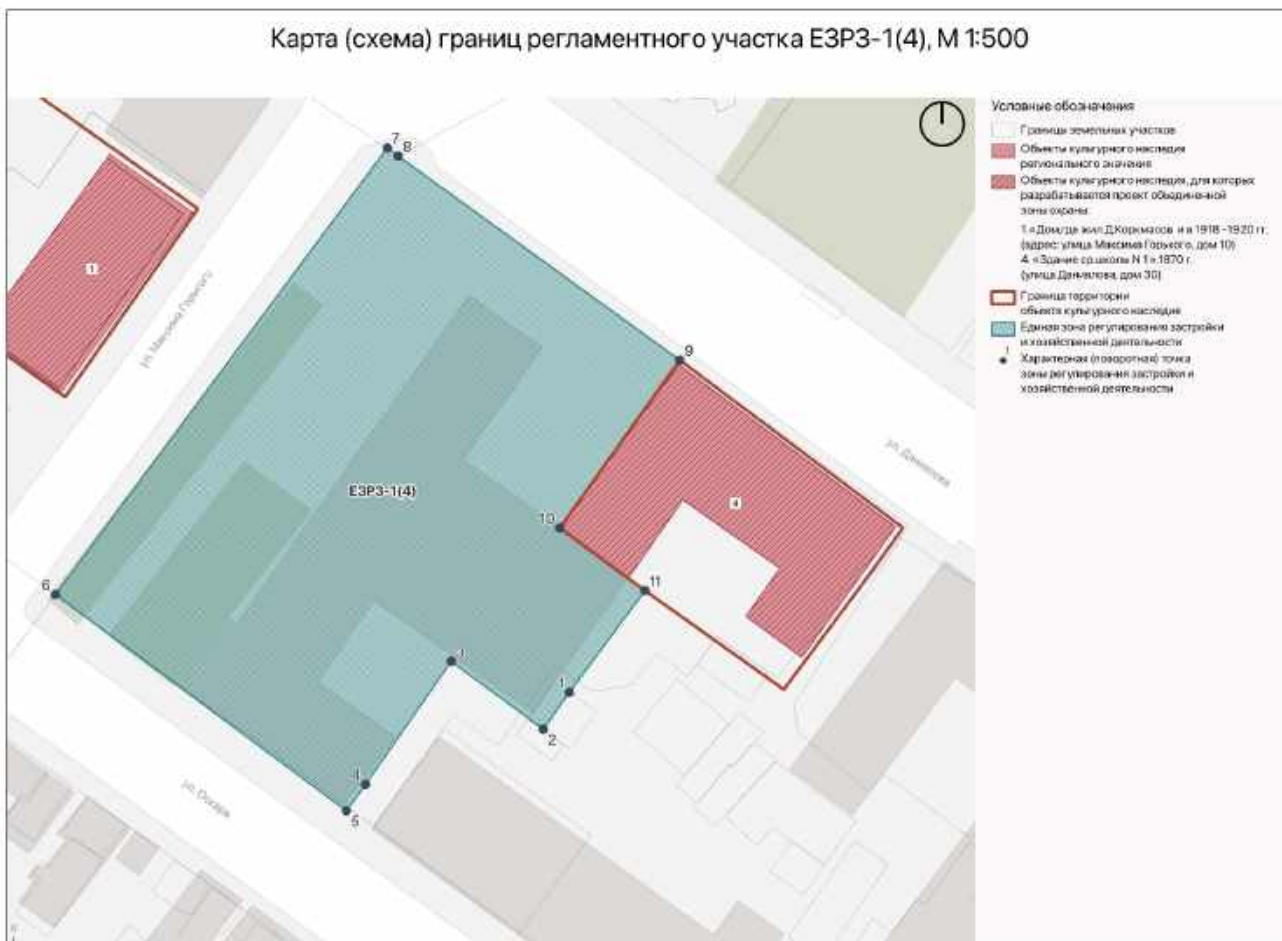 Карта (схема) границ регламентного участка ЕЗРЗ-1(4), М 1:500
Условные обозначения
Границы земельных участков
Объекты культурного наследия
регионального значения
Объекты культурного наследия, для которых
разрабатывается проект объединенной
зоны охраны:
1. «Дом, где жил Д.Коркмасов и в 1918-1920 гг.
(адрес: улица Максима Горького, дом 10)
4. «Здание ср.школы N 1» 1870 г.
(улица Даниялова, дом 30)
Граница территории
объекта культурного наследия
Единая зона регулирования застройки
и хозяйственной деятельности
1
Характерная (поворотная) точка
зоны регулирования застройки и
хозяйственной деятельности
7
8
1
ул. Максима Горького
9
ул. Даниялова
ЕЗРЗ-1(4)
4
10
11
6
1
2
5
ул. Оскара